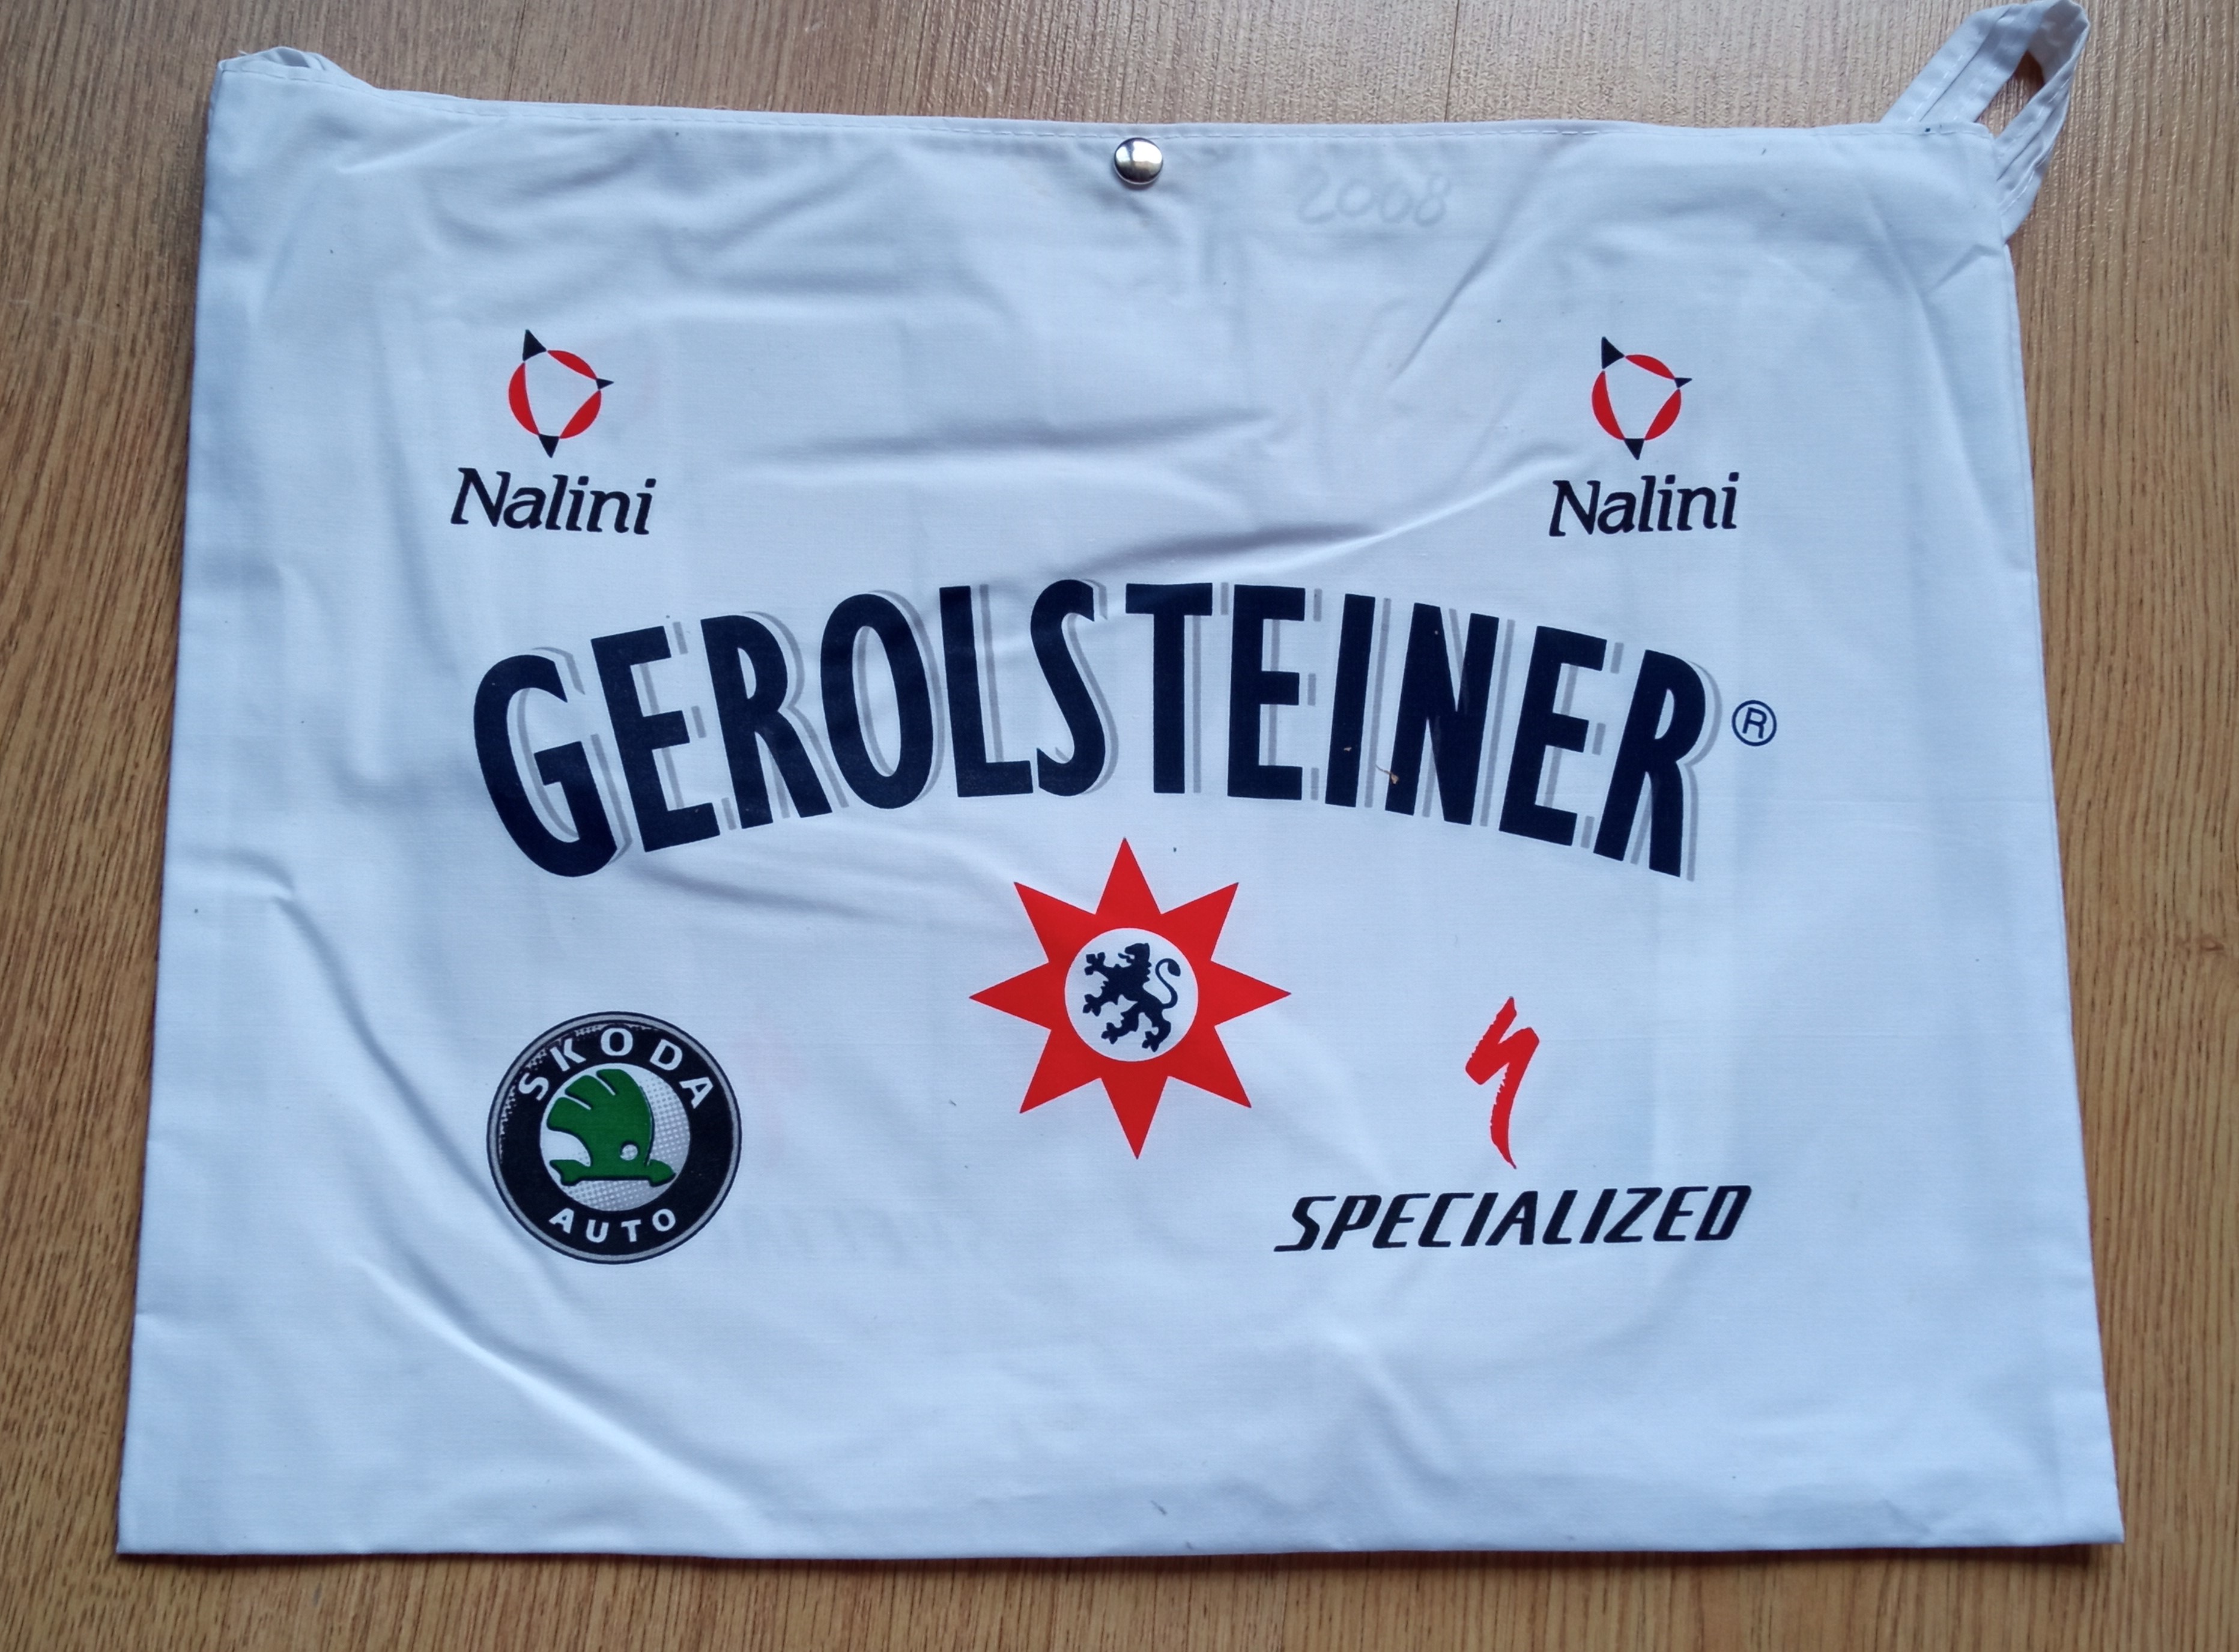 2008
Nalini
Nalini
GEROLSTEINER®
SKODA
AUTO
SPECIALIZED